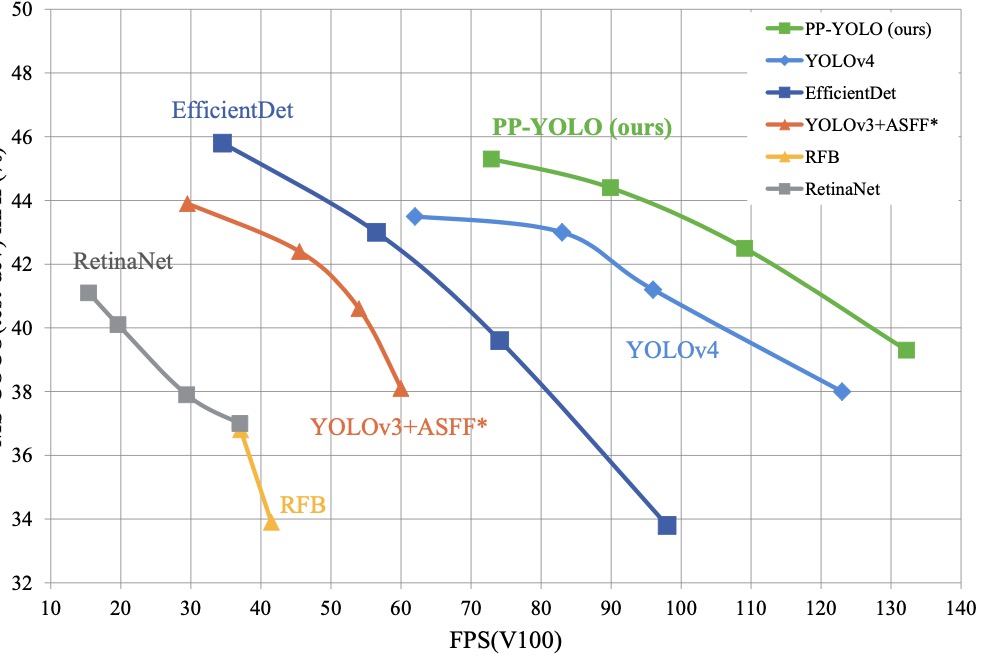 50
48
46
44
42
40
38
36
34
32
10 20 30 40 50 60 70 80 90 100 110 120 130 140
FPS(V100)
PP-YOLO (ours)
YOLOv4
EfficientDet
YOLOv3+ASFF*
RFB
RetinaNet
EfficientDet
PP-YOLO (ours)
RetinaNet
YOLOv4
YOLOv3+ASFF*
RFB